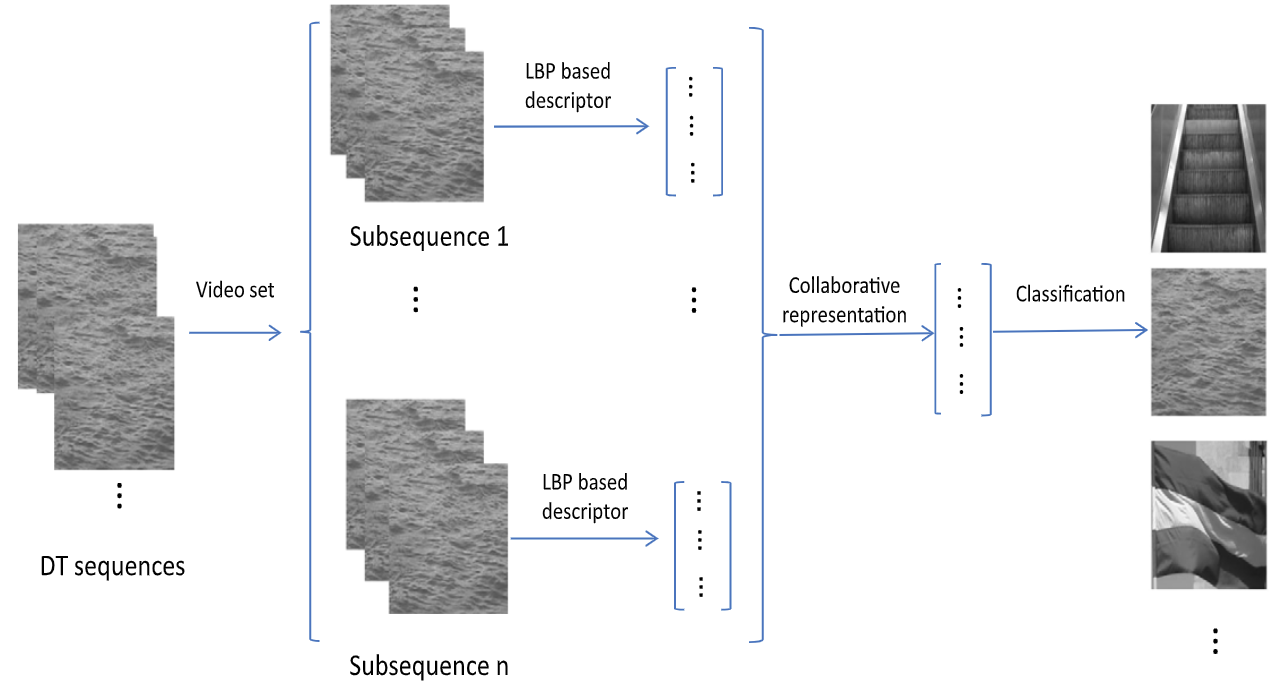 LBP based
descriptor
Subsequence 1
Video set
Collaborative
representation
Classification
LBP based
descriptor
DT sequences
Subsequence n